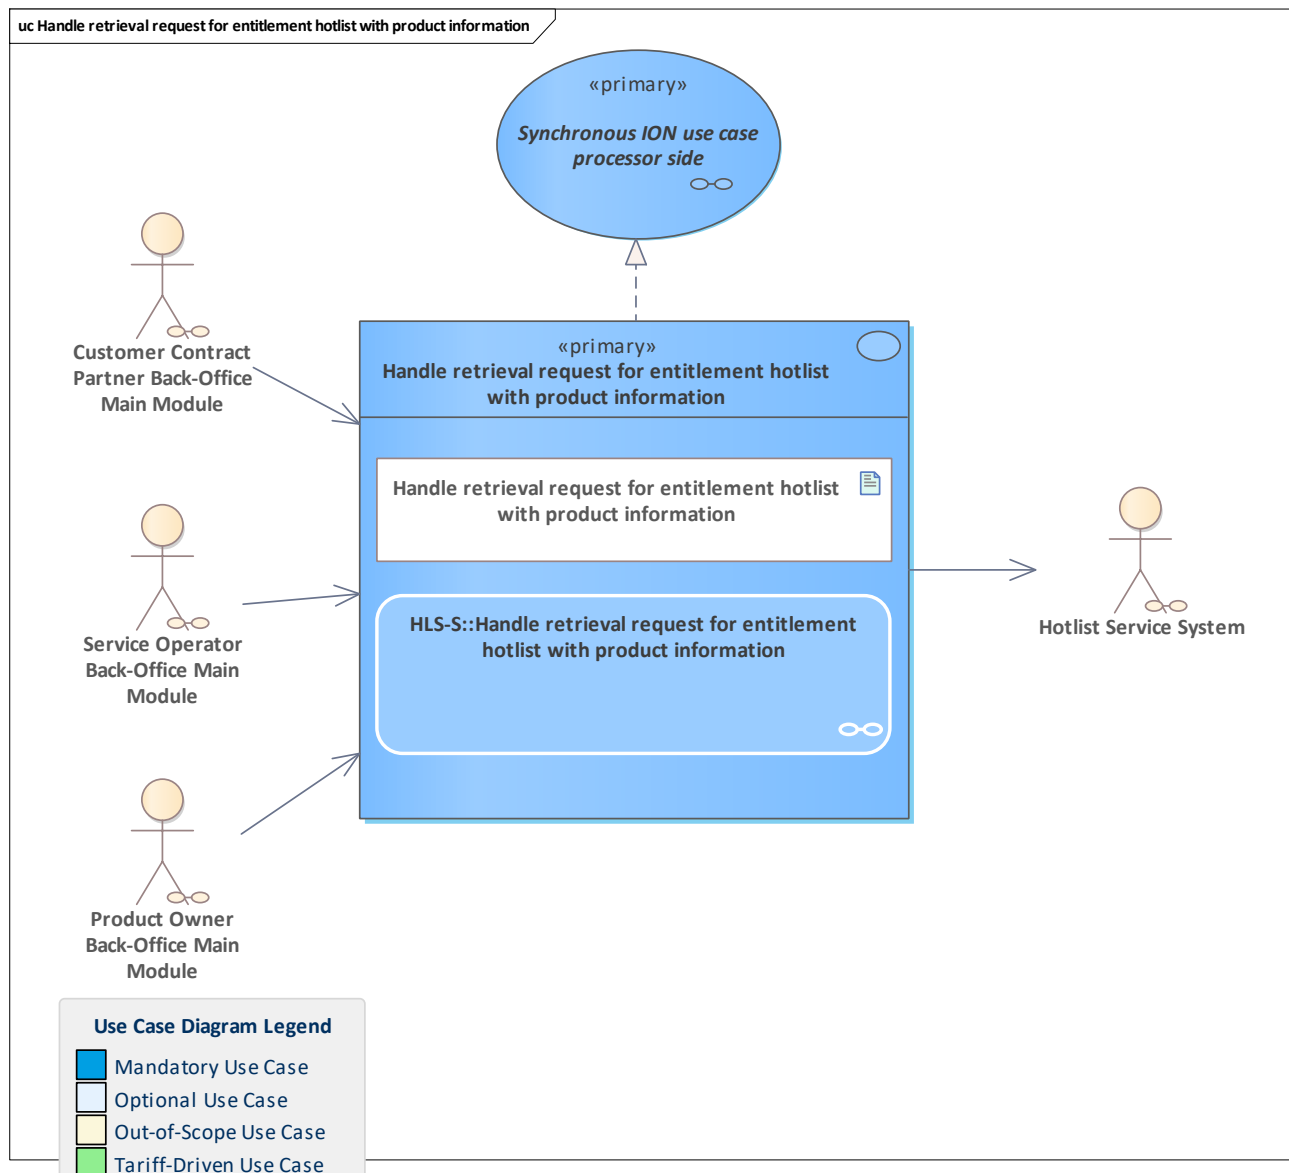 uc Handle retrieval request for entitlement hotlist with product information
«primary»
Synchronous ION use case
processor side
Customer Contract
Partner Back-Office
Main Module
«primary»
Handle retrieval request for entitlement hotlist
with product information
Handle retrieval request for entitlement hotlist
with product information
HLS-S::Handle retrieval request for entitlement
hotlist with product information
Service Operator
Back-Office Main
Module
Hotlist Service System
Product Owner
Back-Office Main
Module
Use Case Diagram Legend
Mandatory Use Case
Optional Use Case
Out-of-Scope Use Case
Tariff-Driven Use Case